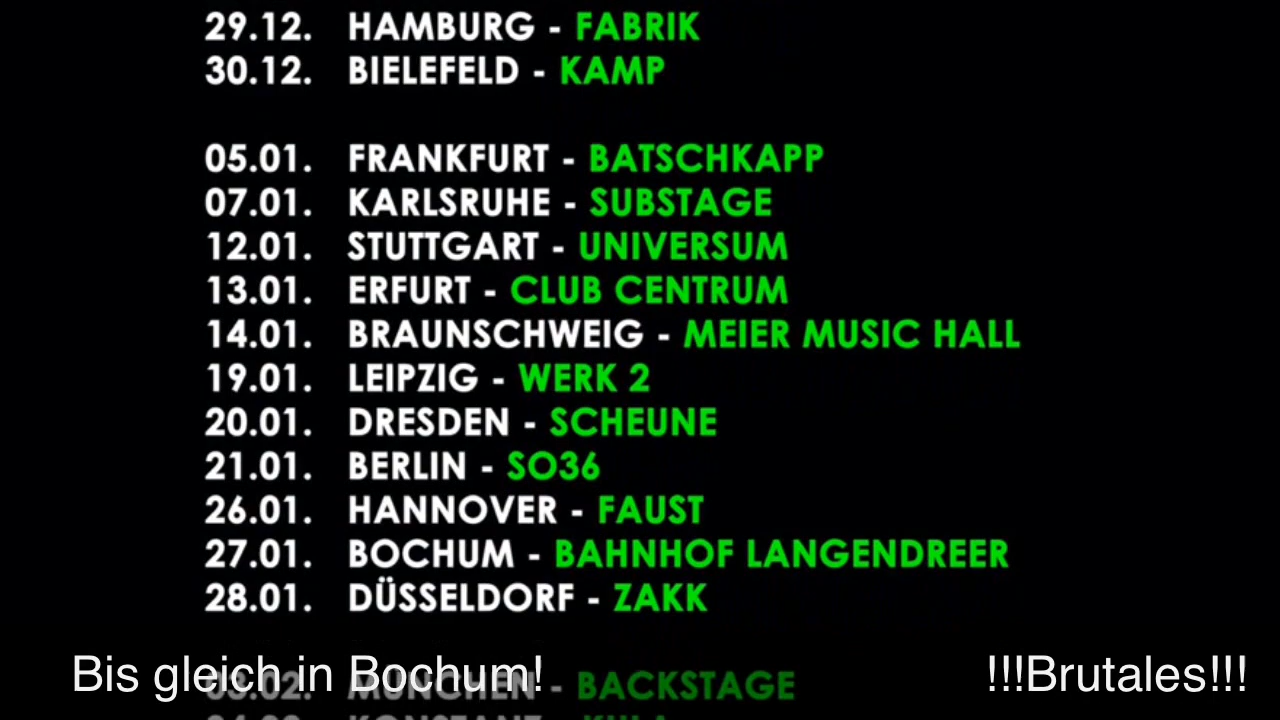 29.12. HAMBURG - FABRIK
30.12. BIELEFELD - KAMP
05.01. FRANKFURT - BATSCHKAPP
07.01. KARLSRUHE - SUBSTAGE
12.01. STUTTGART - UNIVERSUM
13.01. ERFURT - CLUB CENTRUM
14.01. BRAUNSCHWEIG - MEIER MUSIC HALL
19.01. LEIPZIG - WERK 2
20.01. DRESDEN - SCHEUNE
21.01. BERLIN - SO36
26.01. HANNOVER - FAUST
27.01. BOCHUM - BAHNHOF LANGENDREER
28.01. DÜSSELDORF - ZAKK
Bis gleich in Bochum! !!!Brutales!!!
03.02. MÜNCHEN - BACKSTAGE